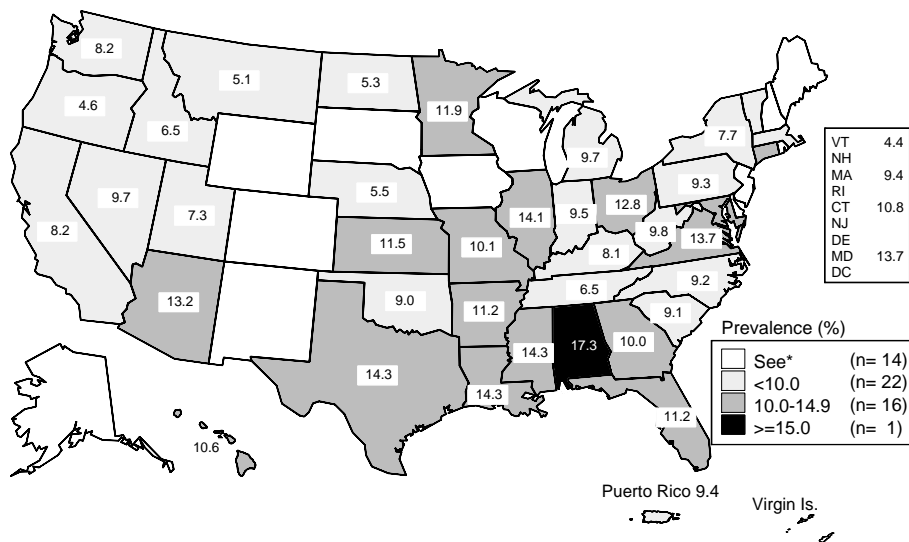 8.2
5.1
5.3
11.9
4.6
6.5
7.7
9.7
5.5
9.3
9.7
7.3
14.1
9.5
12.8
8.2
11.5
10.1
9.8
13.7
8.1
13.2
9.0
11.2
6.5
9.2
9.1
14.3
17.3
10.0
14.3
14.3
11.2
10.6
VT 4.4
NH
MA 9.4
RI
CT 10.8
NJ
DE
MD 13.7
DC
Prevalence (%)
See* (n= 14)
<10.0 (n= 22)
10.0-14.9 (n= 16)
>=15.0 (n= 1)
Puerto Rico 9.4
Virgin Is.